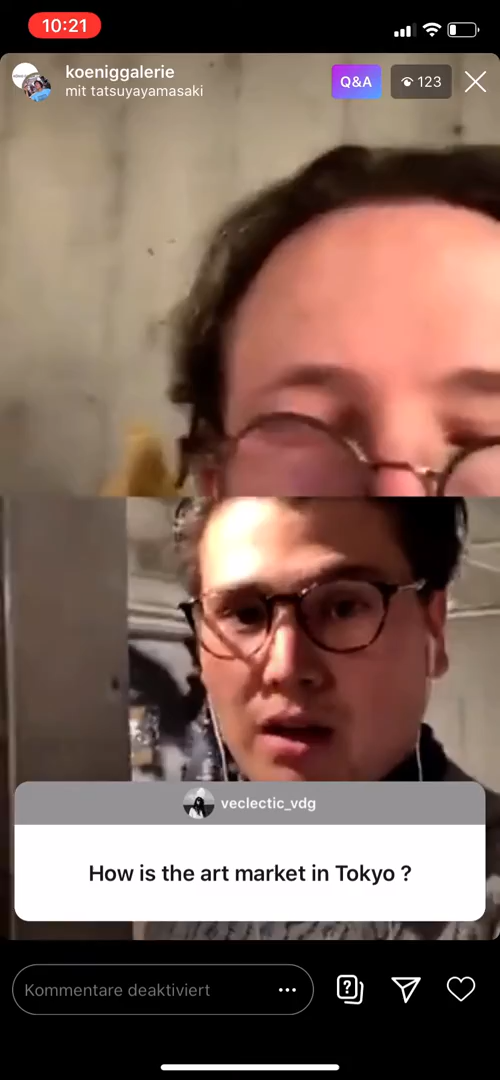 10:21
koeniggalerie
mit tatsuyayamasaki
Q&A
123
veclectic_vdg
How is the art market in Tokyo ?
Kommentare deaktiviert